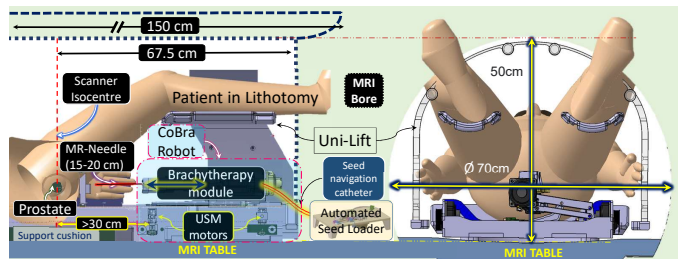 150 cm
67.5 cm
Scanner
Isocentre
Patient in Lithotomy
MRI
Bore
50cm
CoBra
Robot
Uni-Lift
MR-Needle
(15-20 cm)
Brachytherapy
module
Seed
navigation
catheter
Ø 70cm
Prostate
>30 cm
USM
motors
Automated
Seed Loader
Support cushion
MRI TABLE
MRI TABLE